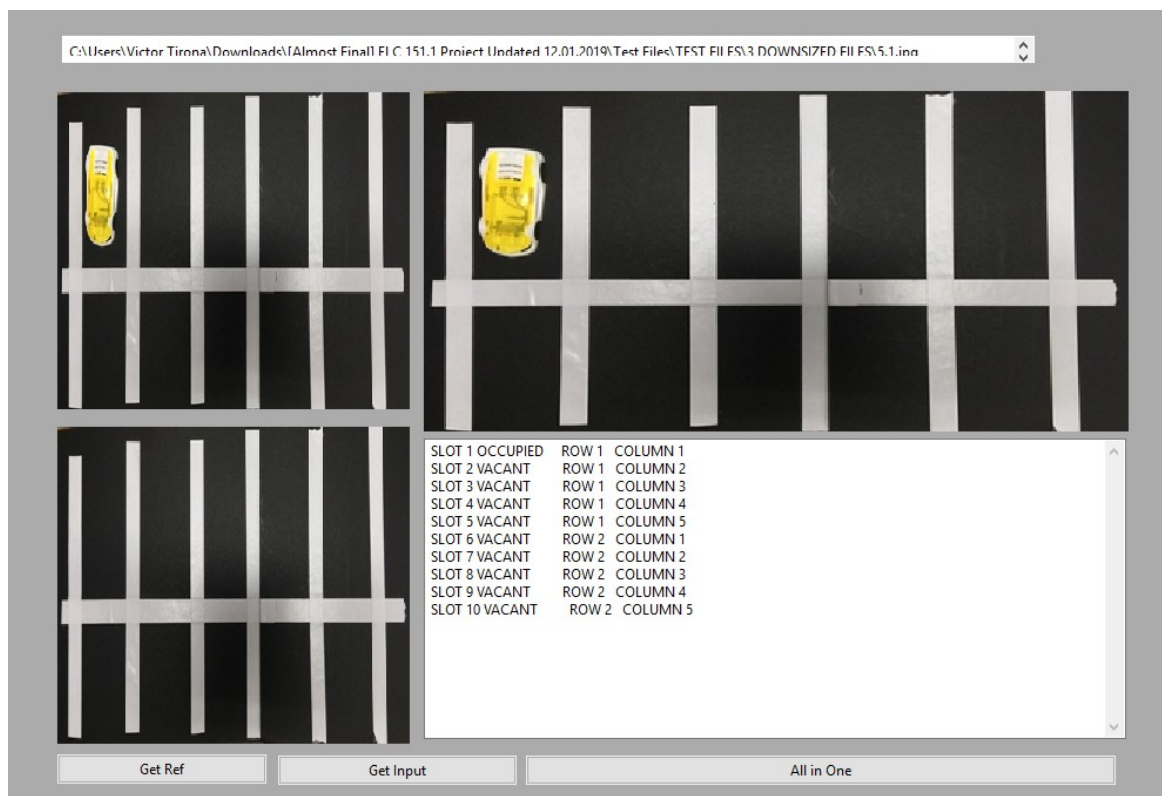 C:\Users\Victor Tirona\Downloads\[Almost Final] ELC 151.1 Project Updated 12.01.2019\Test Files\TEST FILES\3 DOWNSIZED FILES\5.1.jpg
SLOT 1 OCCUPIED ROW 1 COLUMN 1
SLOT 2 VACANT ROW 1 COLUMN 2
SLOT 3 VACANT ROW 1 COLUMN 3
SLOT 4 VACANT ROW 1 COLUMN 4
SLOT 5 VACANT ROW 1 COLUMN 5
SLOT 6 VACANT ROW 2 COLUMN 1
SLOT 7 VACANT ROW 2 COLUMN 2
SLOT 8 VACANT ROW 2 COLUMN 3
SLOT 9 VACANT ROW 2 COLUMN 4
SLOT 10 VACANT ROW 2 COLUMN 5
Get Ref
Get Input
All in One